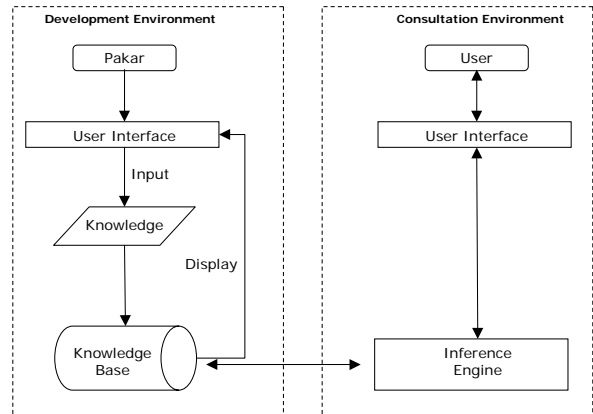 Development Environment
Pakar
User Interface
Input
Knowledge
Display
Knowledge
Base
Consultation Environment
User
User Interface
Inference
Engine